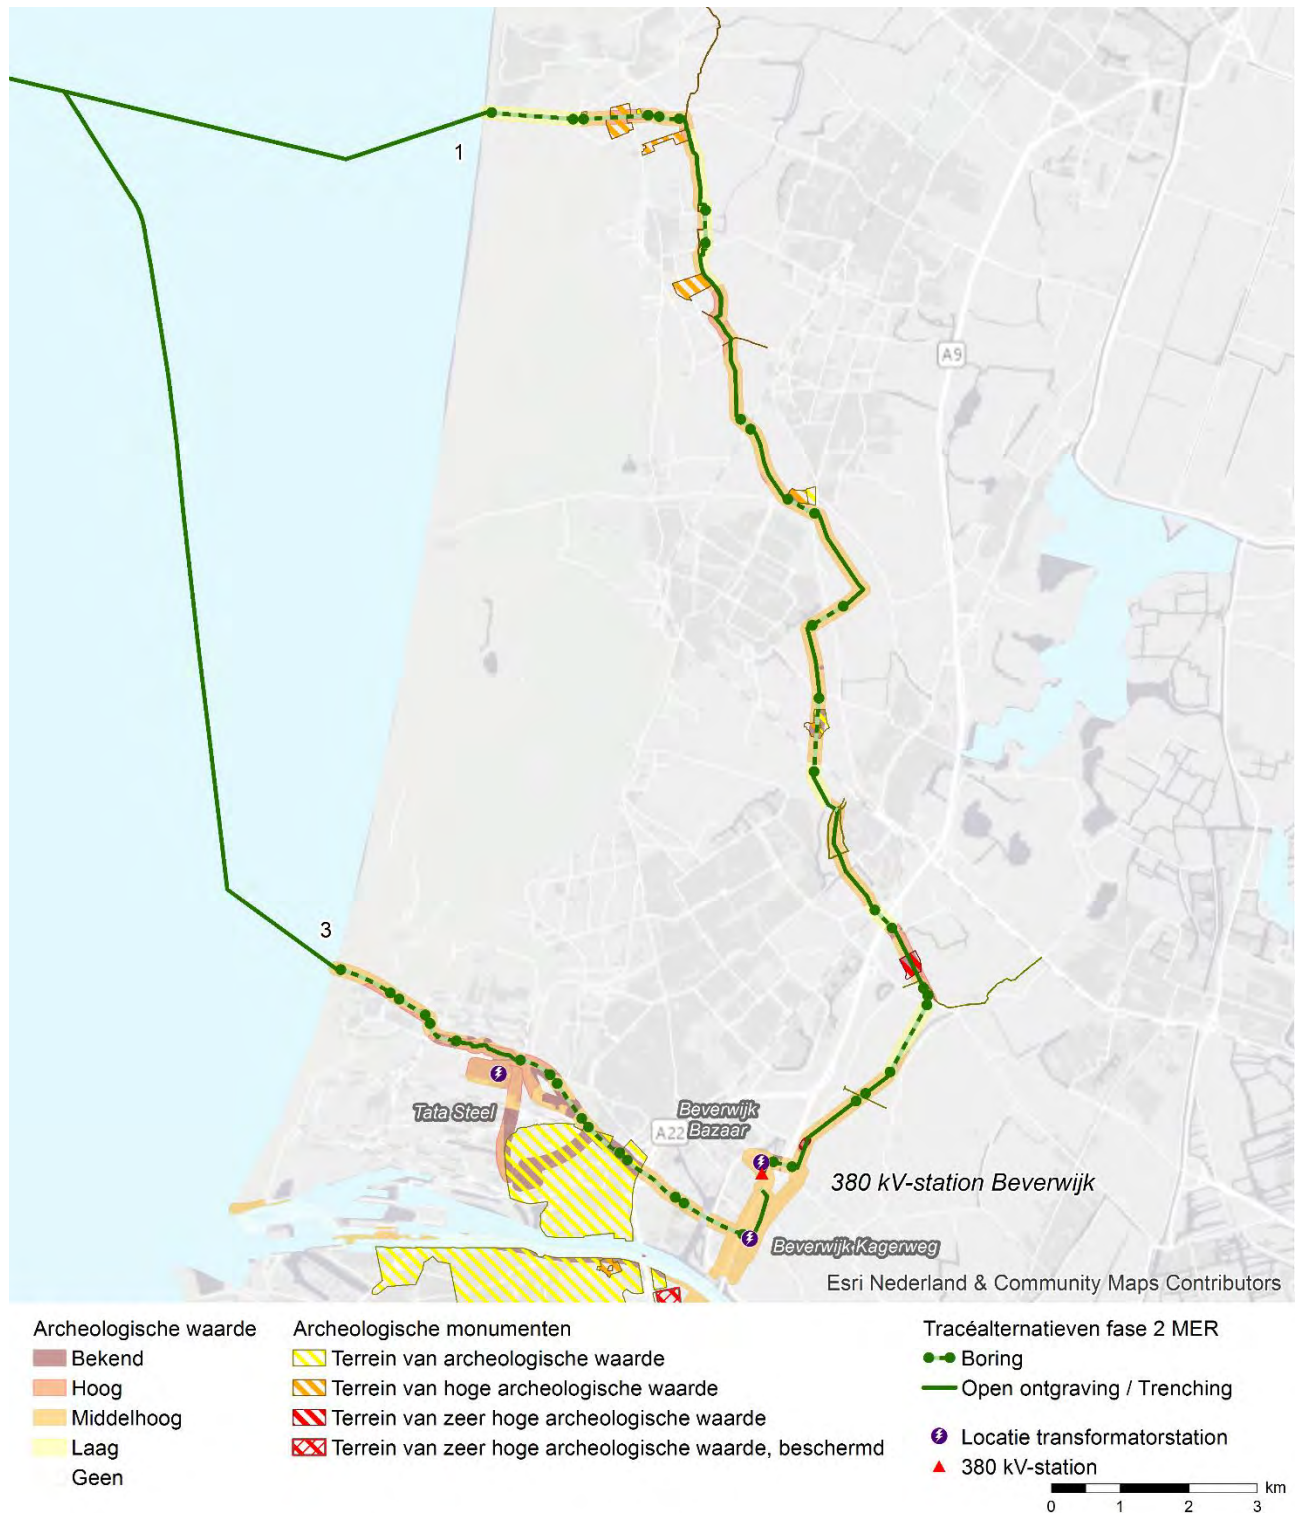 1
A9
3
Tata Steel
Beverwijk
Bazaar
A22
380 kV-station Beverwijk
Beverwijk Kagerweg
Esri Nederland & Community Maps Contributors
Archeologische waarde
Bekend
Hoog
Middelhoog
Laag
Geen
Archeologische monumenten
Terrein van archeologische waarde
Terrein van hoge archeologische waarde
Terrein van zeer hoge archeologische waarde
Terrein van zeer hoge archeologische waarde, beschermd
Tracéalternatieven fase 2 MER
Boring
Open ontgraving / Trenching
Locatie transformatorstation
380 kV-station
km
0 1 2 3